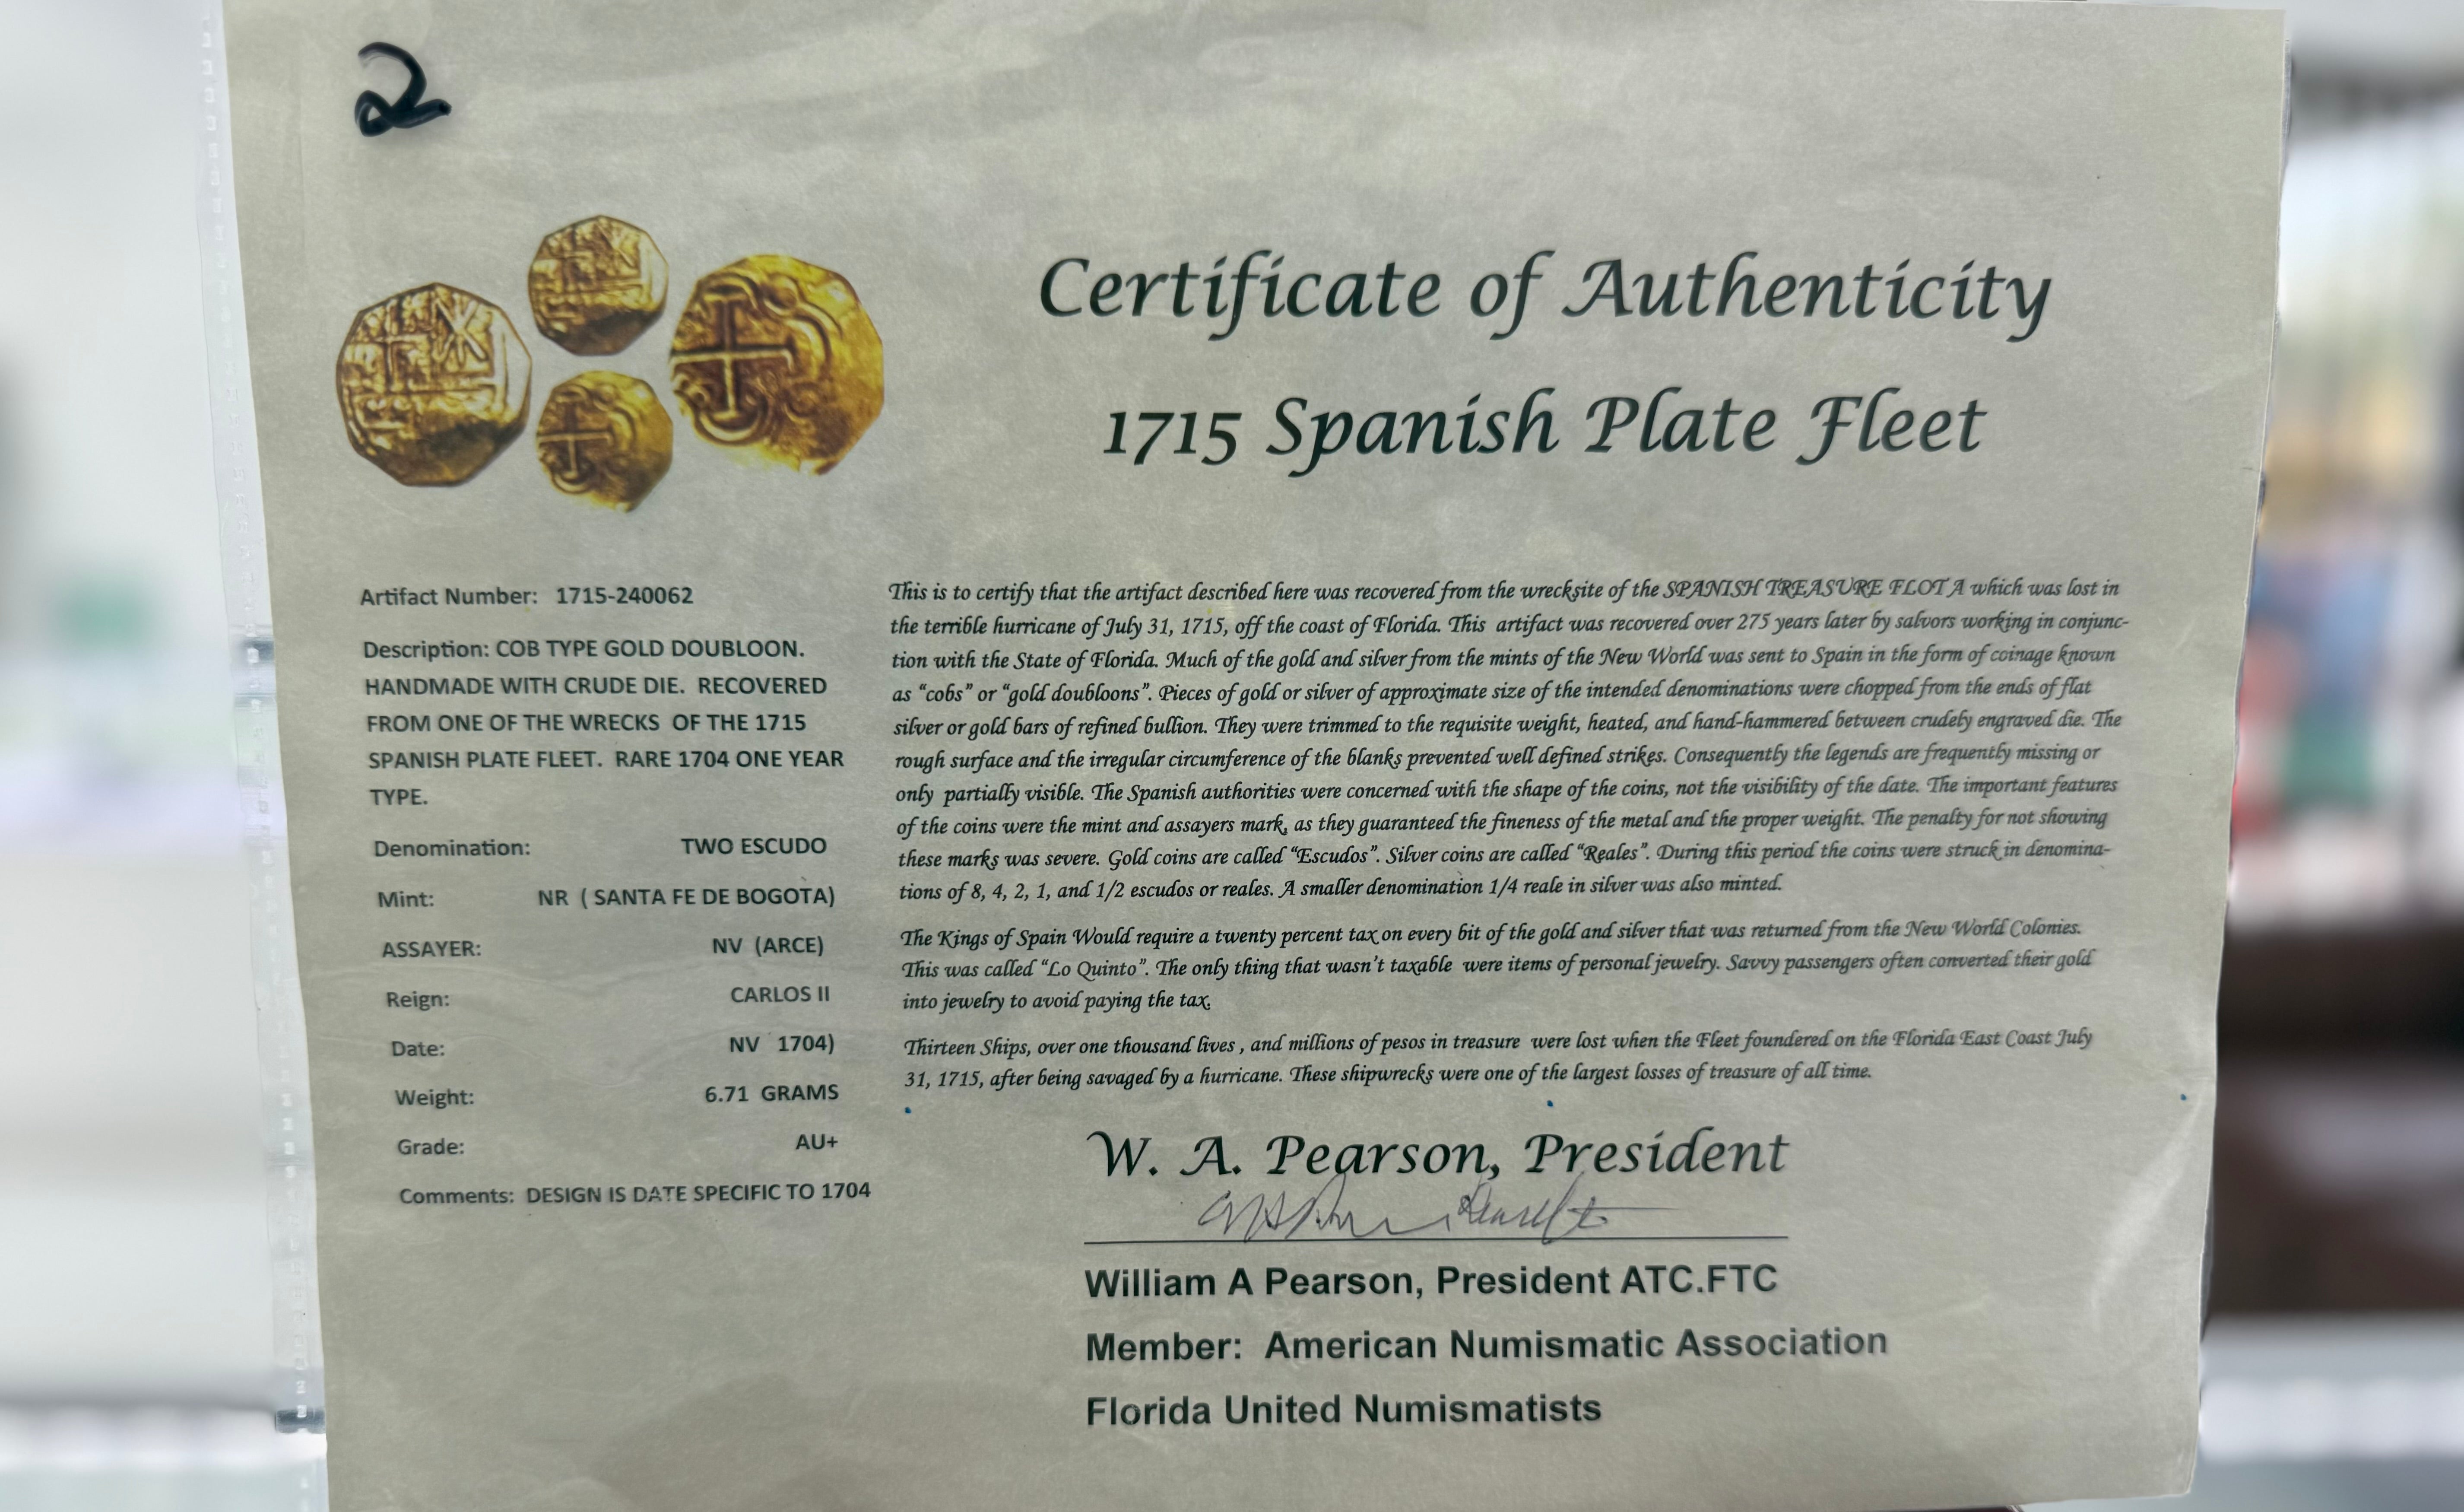 2
Certificate of Authenticity
1715 Spanish Plate Fleet
Artifact Number: 1715-240062
Description: COB TYPE GOLD DOUBLOON.
HANDMADE WITH CRUDE DIE. RECOVERED
FROM ONE OF THE WRECKS OF THE 1715
SPANISH PLATE FLEET. RARE 1704 ONE YEAR
TYPE.
Denomination: TWO ESCUDO
Mint: NR ( SANTA FE DE BOGOTA)
ASSAYER: NV (ARCE)
Reign: CARLOS II
Date: NV 1704)
Weight: 6.71 GRAMS
Grade: AU+
Comments: DESIGN IS DATE SPECIFIC TO 1704
This is to certify that the artifact described here was recovered from the wrecksite of the SPANISH TREASURE FLOT A which was lost in
the terrible hurricane of July 31, 1715, off the coast of Florida. This artifact was recovered over 275 years later by salvors working in conjunc-
tion with the State of Florida. Much of the gold and silver from the mints of the New World was sent to Spain in the form of coinage known
as “cobs” or “gold doubloons”. Pieces of gold or silver of approximate size of the intended denominations were chopped from the ends of flat
silver or gold bars of refined bullion. They were trimmed to the requisite weight, heated, and hand-hammered between crudely engraved die. The
rough surface and the irregular circumference of the blanks prevented well defined strikes. Consequently the legends are frequently missing or
only partially visible. The Spanish authorities were concerned with the shape of the coins, not the visibility of the date. The important features
of the coins were the mint and assayers mark, as they guaranteed the fineness of the metal and the proper weight. The penalty for not showing
these marks was severe. Gold coins are called “Escudos”. Silver coins are called “Reales”. During this period the coins were struck in denomina-
tions of 8, 4, 2, 1, and 1/2 escudos or reales. A smaller denomination 1/4 reale in silver was also minted.
The Kings of Spain Would require a twenty percent tax on every bit of the gold and silver that was returned from the New World Colonies.
This was called “Lo Quinto”. The only thing that wasn’t taxable were items of personal jewelry. Savvy passengers often converted their gold
into jewelry to avoid paying the tax.
Thirteen Ships, over one thousand lives , and millions of pesos in treasure were lost when the Fleet foundered on the Florida East Coast July
31, 1715, after being savaged by a hurricane. These shipwrecks were one of the largest losses of treasure of all time.
W. A. Pearson, President
William A Pearson, President ATC.FTC
Member: American Numismatic Association
Florida United Numismatists